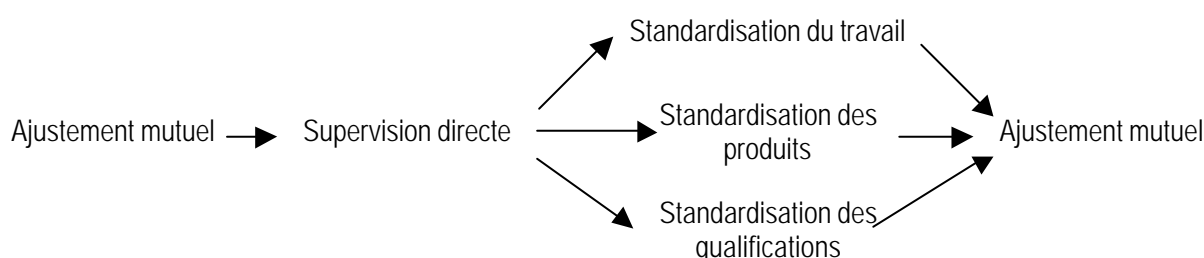 Standardisation du travail
Ajustement mutuel
Supervision directe
Standardisation des
produits
Ajustement mutuel
Standardisation des
qualifications